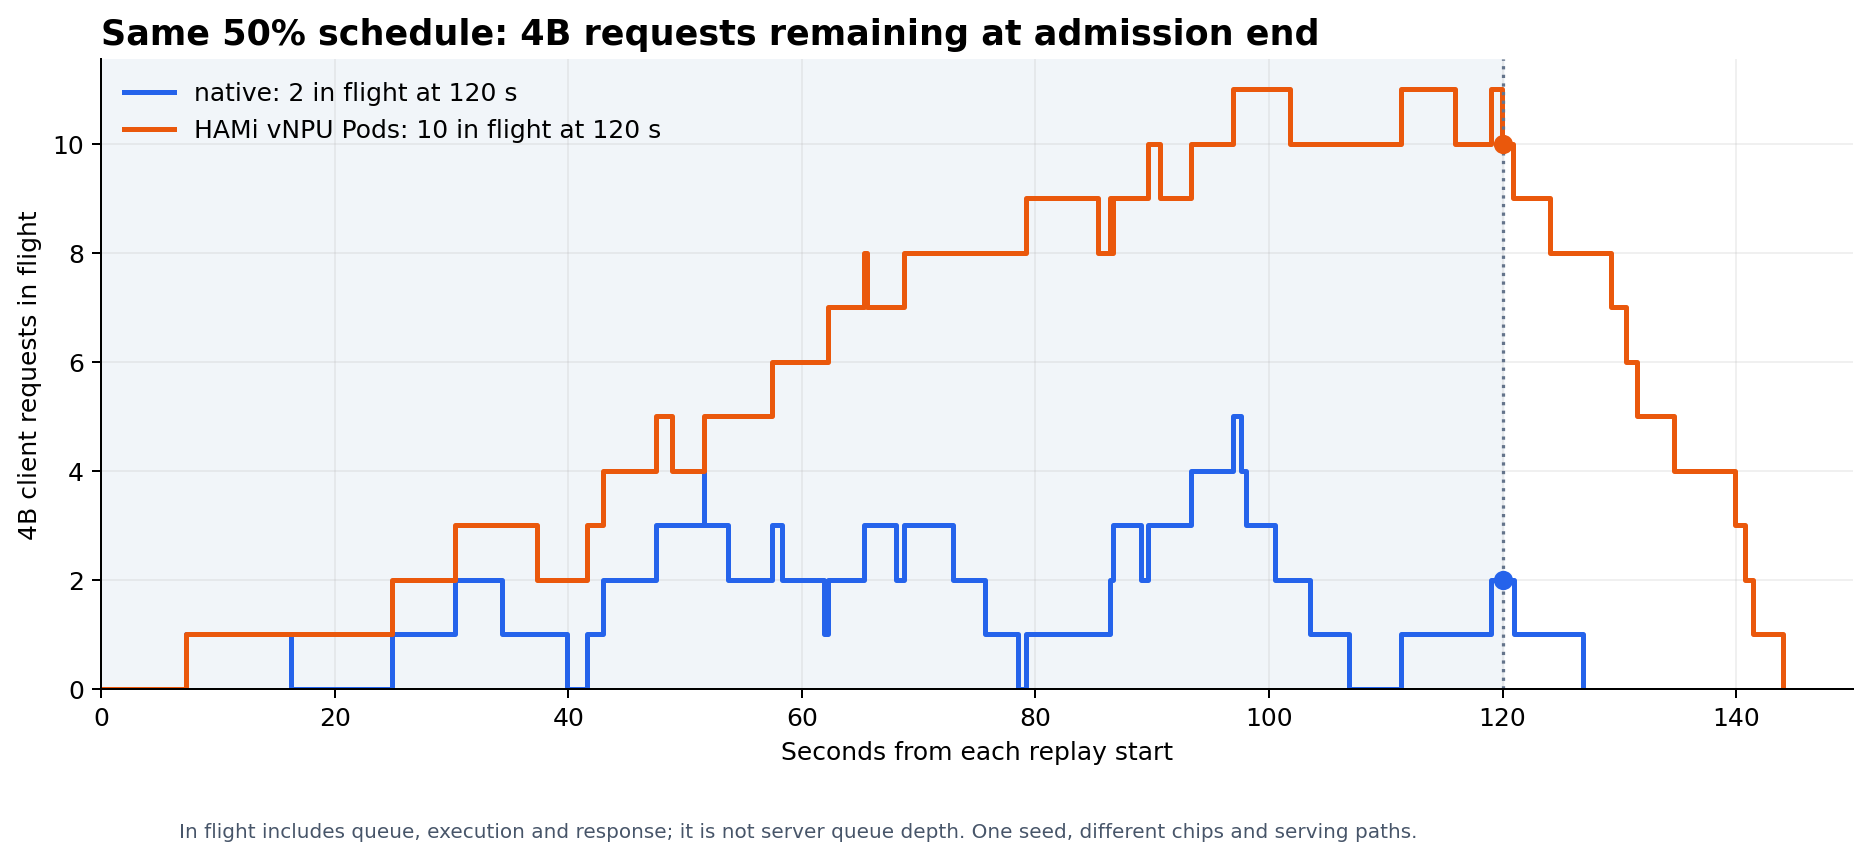 Same 50% schedule: 4B requests remaining at admission end
native: 2 in flight at 120 s
HAMi vNPU Pods: 10 in flight at 120 s
4B client requests in flight
10
8
6
4
2
0
0 20 40 60 80 100 120 140
Seconds from each replay start
In flight includes queue, execution and response; it is not server queue depth. One seed, different chips and serving paths.